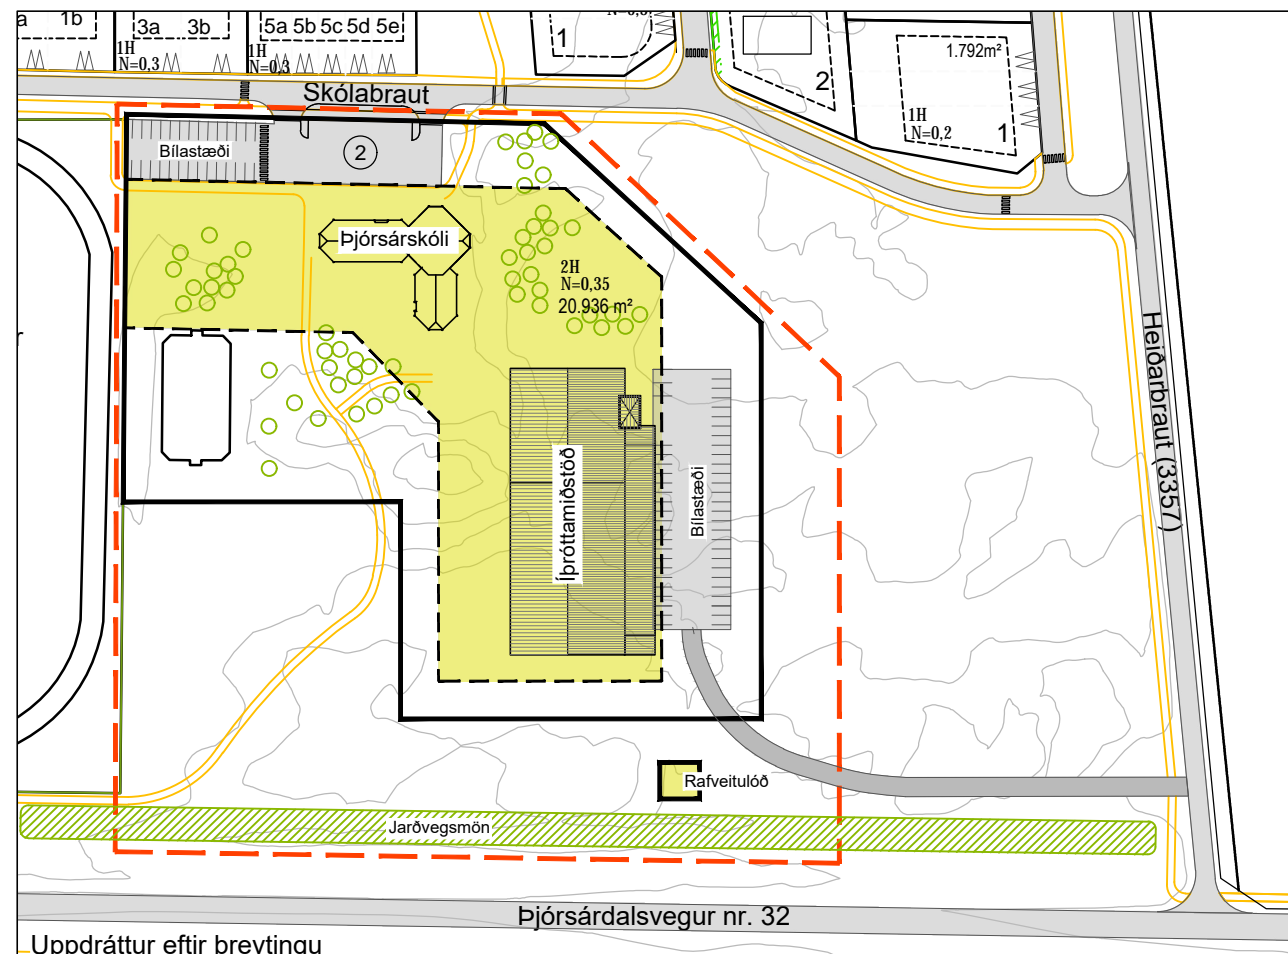 a 1b
3a 3b
5a 5b 5c 5d 5e
1H
N=0,3
1H
N=0,3
1
2
1.792m²
1H
N=0,2
1
Skólabraut
Bílastæði
2
Þjórsárskóli
2H
N=0,35
20.936 m²
Heiðarbraut (3357)
Íþróttamiðstöð
Bílastæði
Rafveitulóð
Jarðvegsmön
Þjórsárdalsvegur nr. 32
Uppdráttur eftir breytingu